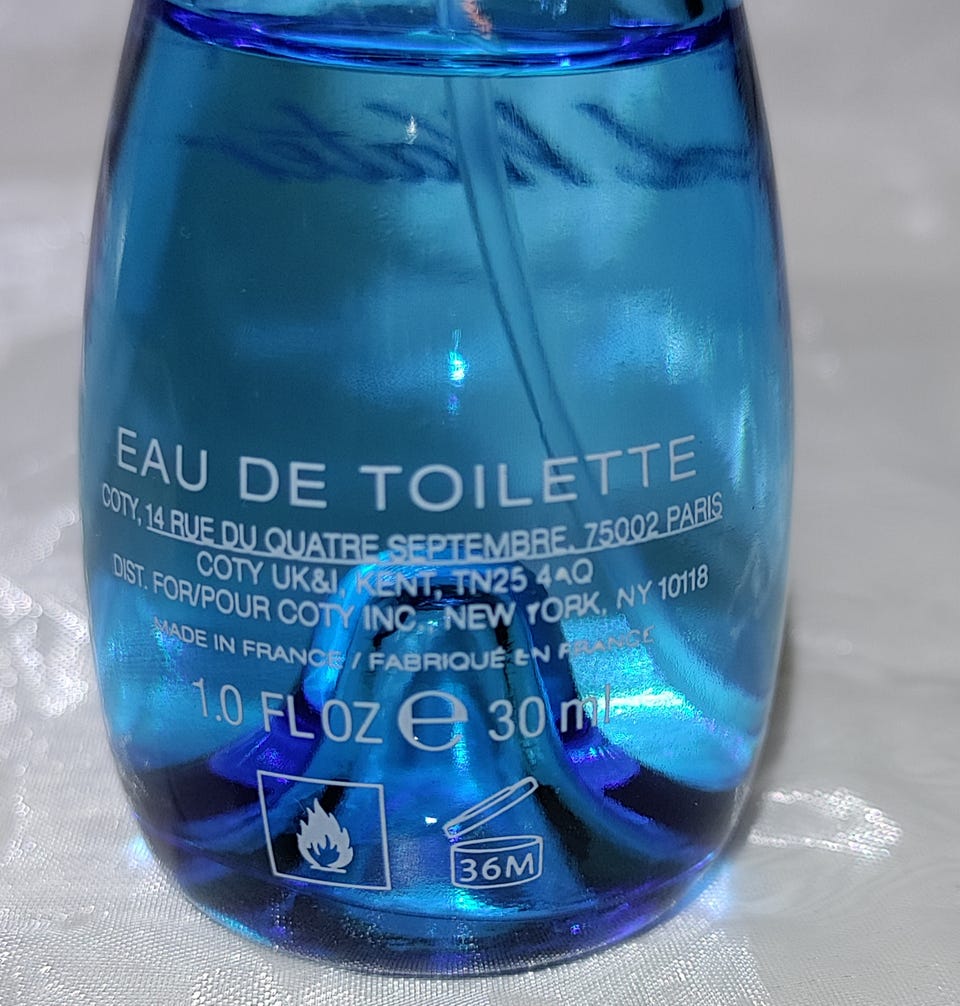 EAU DE TOILETTE
COTY, 14 RUE DU QUATRE SEPTEMBRE, 75002 PARIS
COTY UK&I, KENT, TN25 4AQ
DIST. FOR/POUR COTY INC., NEW YORK, NY 10118
MADE IN FRANCE / FABRIQUÉ EN FRANCE
1.0 FL OZ e 30 ml
36M